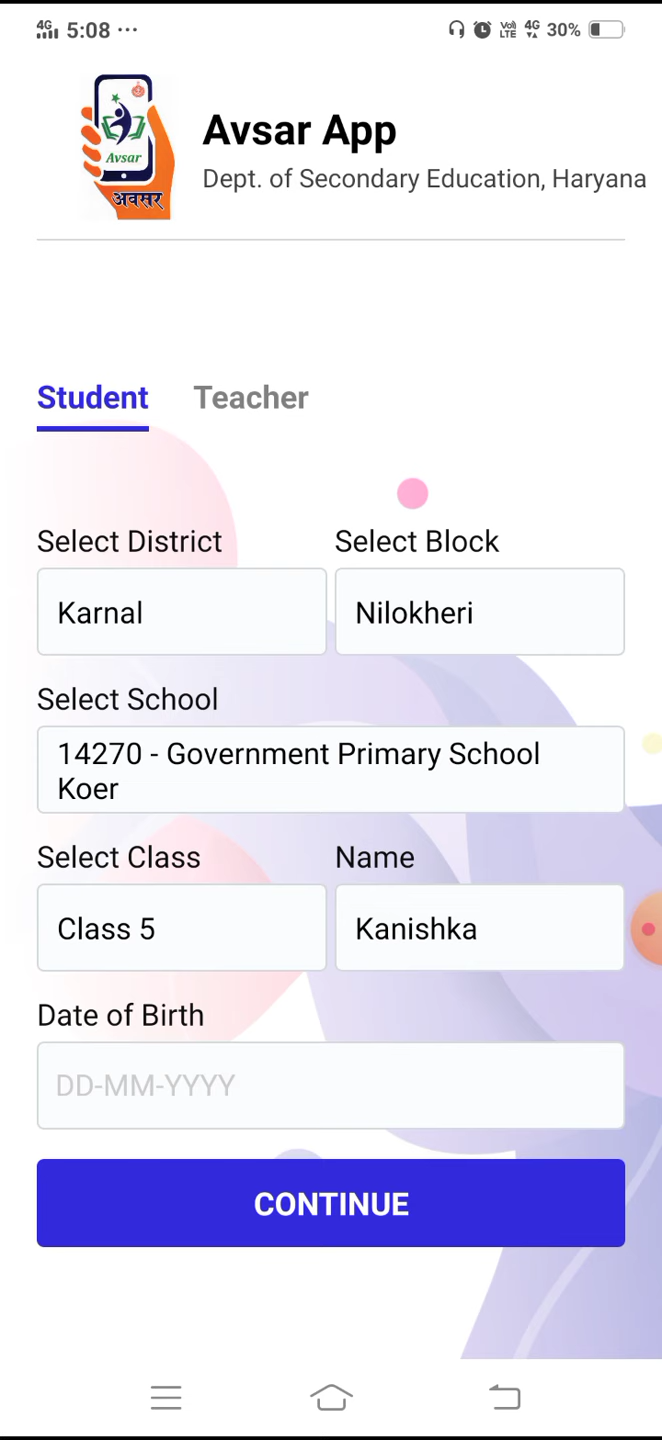 4G 5:08 ... VoD LTE 4G 30%
Avsar
अवसर
Avsar App
Dept. of Secondary Education, Haryana
Student Teacher
Select District Select Block
Karnal Nilokheri
Select School
14270 - Government Primary School
Koer
Select Class Name
Class 5 Kanishka
Date of Birth
DD-MM-YYYY
CONTINUE